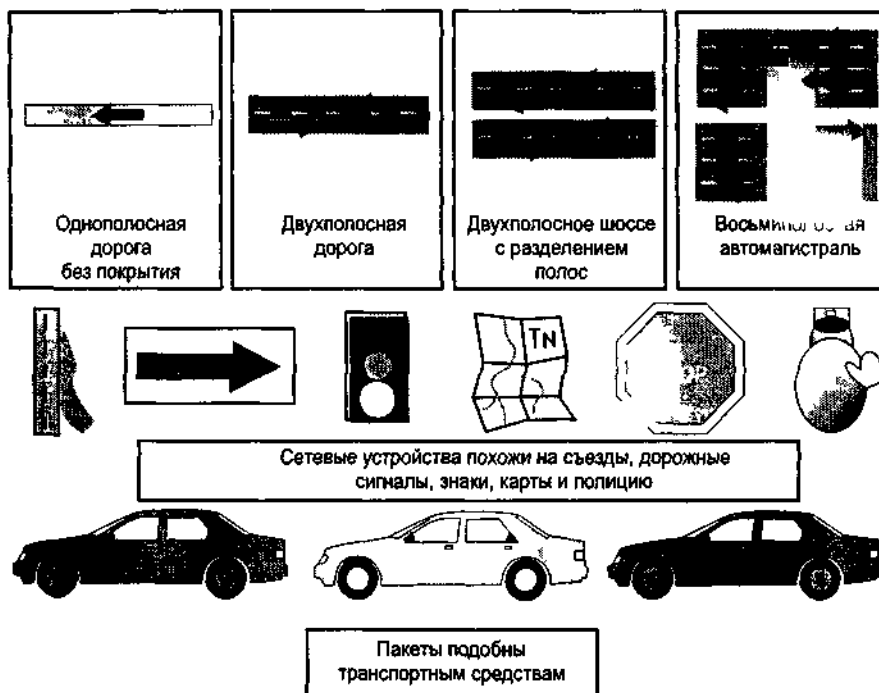 Однополосная
дорога
без покрытия
Двухполосная
дорога
Двухполосное шоссе
с разделением
полос
автомагистраль
TN
Сетевые устройства похожи на съезды, дорожные
сигналы, знаки, карты и полицию
Пакеты подобны
транспортным средствам